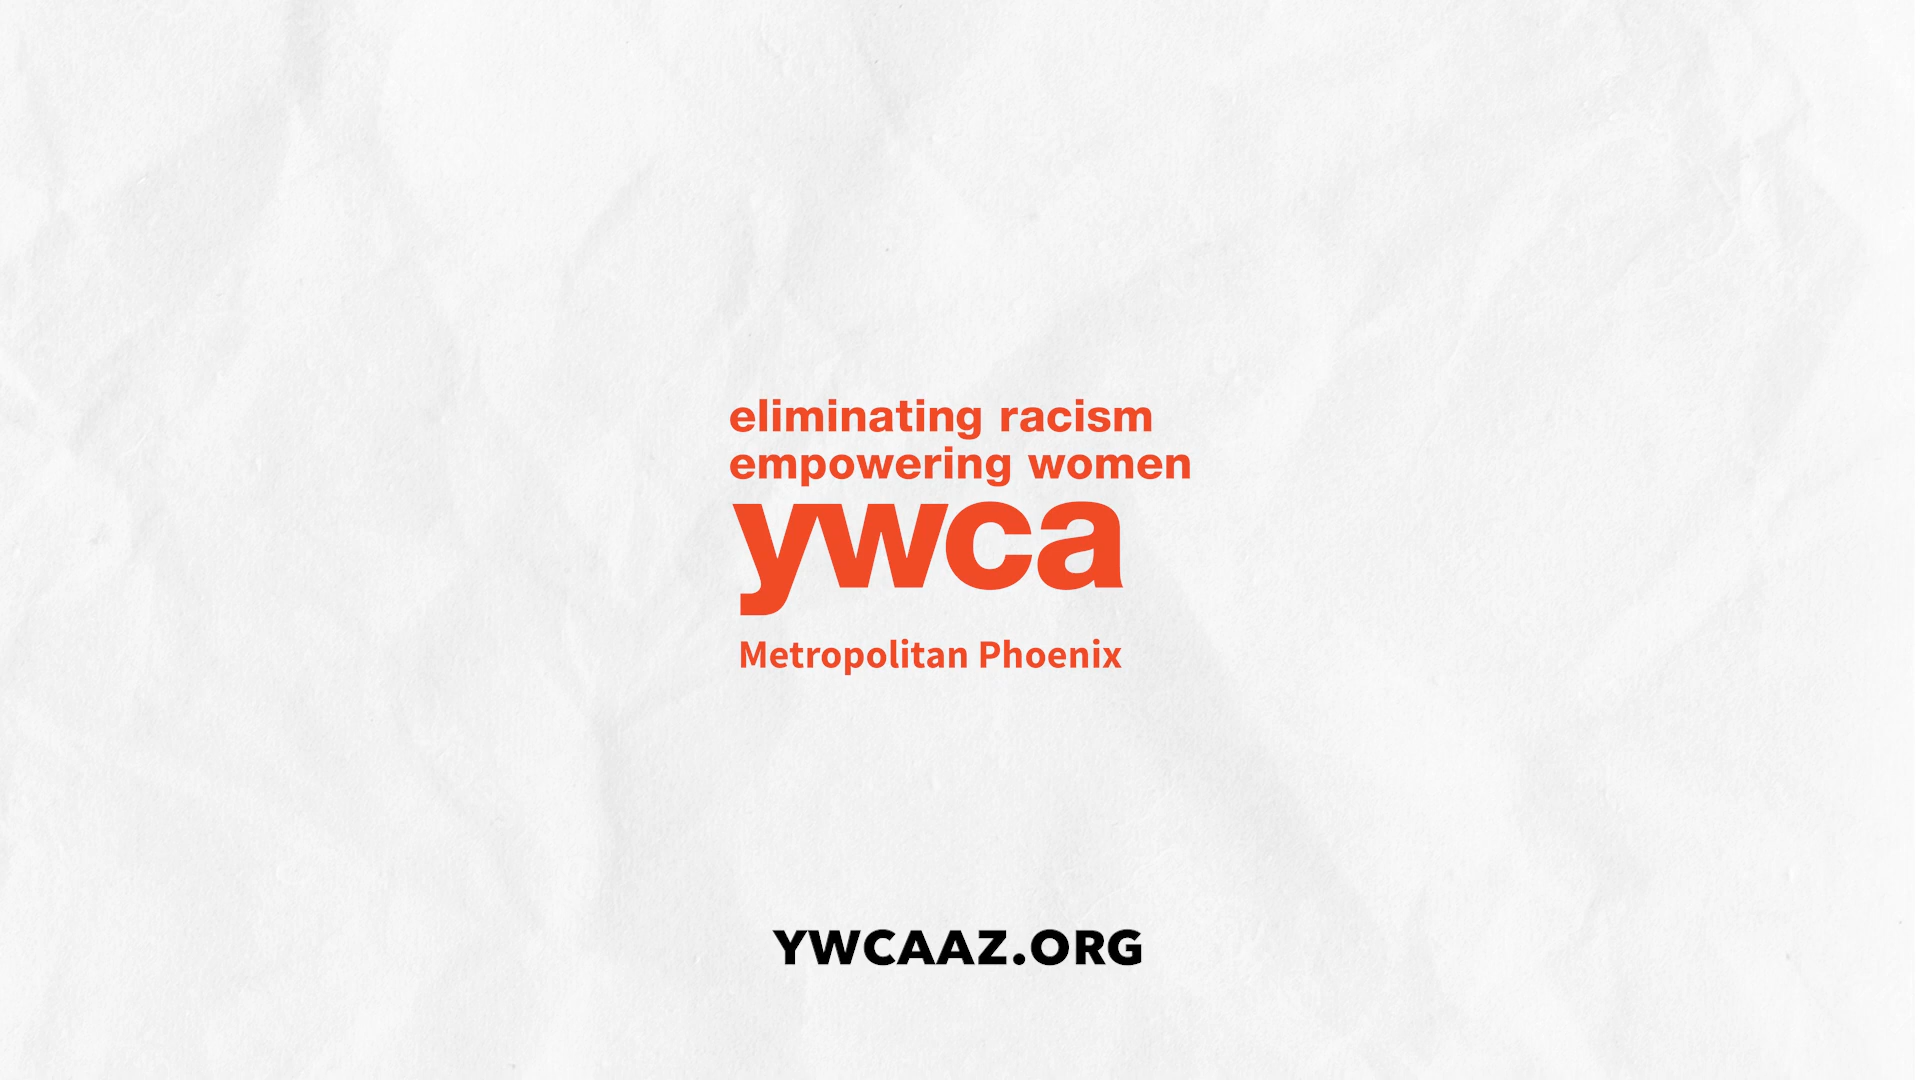 eliminating racism
empowering women
ywca
Metropolitan Phoenix
YWCAAZ.ORG